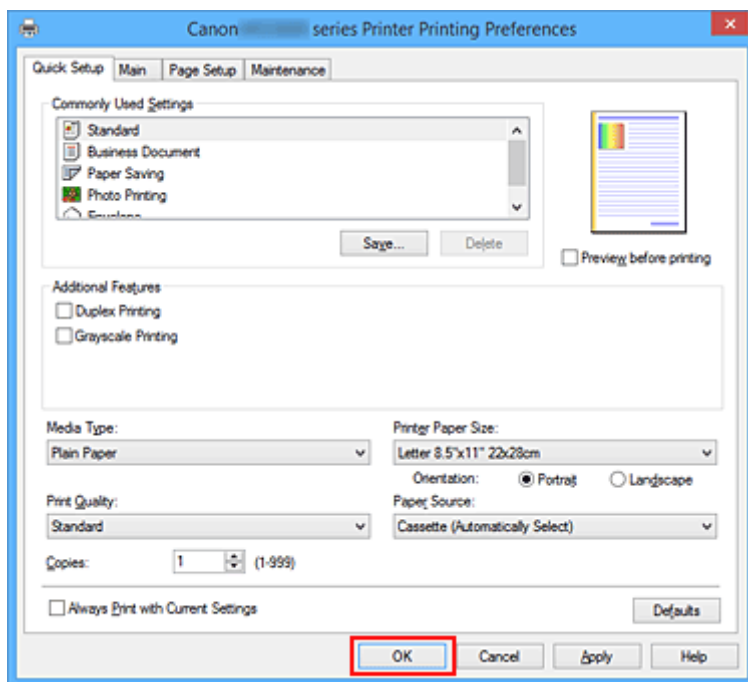 Canon series Printer Printing Preferences
Quick Setup Main Page Setup Maintenance
Commonly Used Settings
Standard
Business Document
Paper Saving
Photo Printing
Save... Delete
Preview before printing
Additional Features
Duplex Printing
Grayscale Printing
Media Type:
Plain Paper
Printer Paper Size:
Letter 8.5"x11" 22x28cm
Orientation: Portrait Landscape
Print Quality:
Standard
Paper Source:
Cassette (Automatically Select)
Copies: 1 (1-999)
Always Print with Current Settings
Defaults
OK Cancel Apply Help